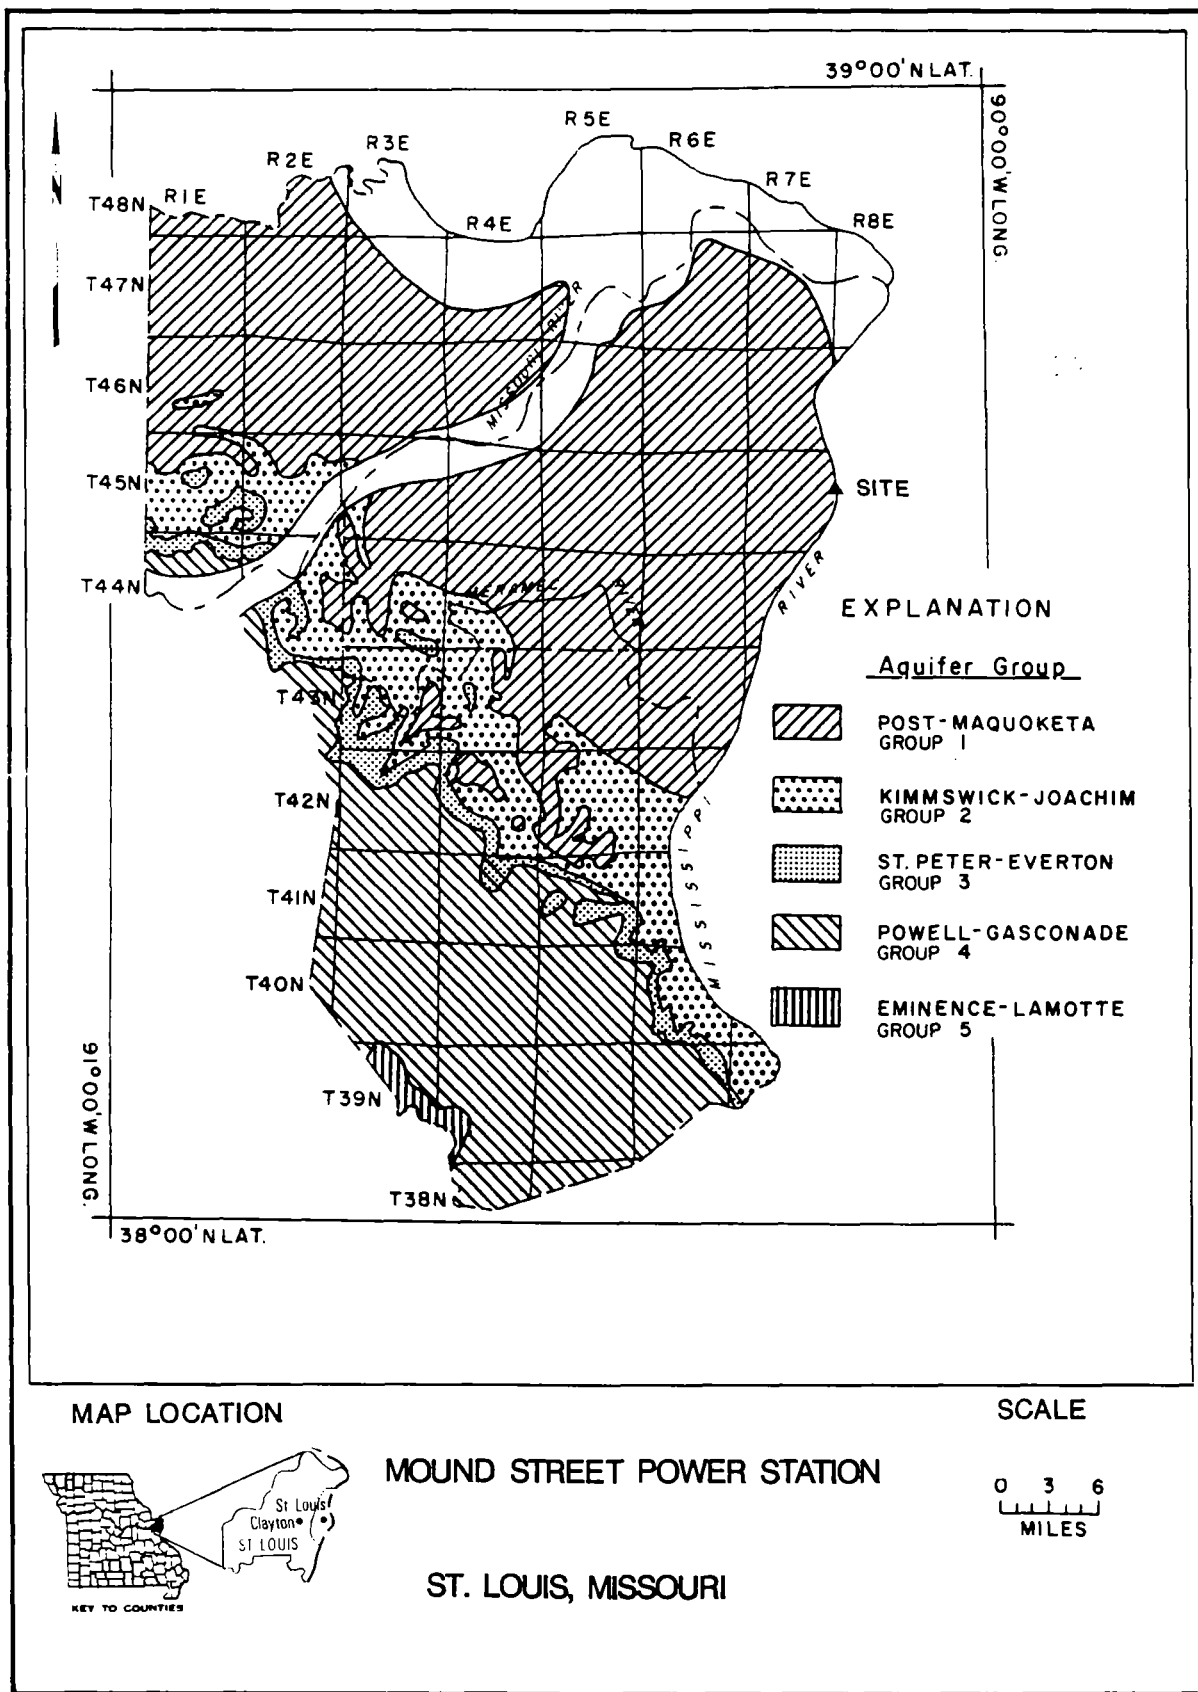 39°00'N LAT.
90°00'W LONG.
R5E
R6E
R3E
R2E
R7E
R1E
T48N
R4E
R8E
T47N
MISSOURI RIVER
T46N
T45N
SITE
T44N
MERAMEC RIVER
RIVER
EXPLANATION
Aquifer Group
T43N
POST-MAQUOKETA
GROUP 1
T42N
KIMMSWICK-JOACHIM
GROUP 2
MISSISSIPPI
ST. PETER-EVERTON
GROUP 3
T41N
POWELL-GASCONADE
GROUP 4
T40N
EMINENCE-LAMOTTE
GROUP 5
91°00'W LONG.
T39N
T38N
38°00'N LAT.
MAP LOCATION
SCALE
MOUND STREET POWER STATION
0 3 6
MILES
St Louis
Clayton
ST LOUIS
KEY TO COUNTIES
ST. LOUIS, MISSOURI